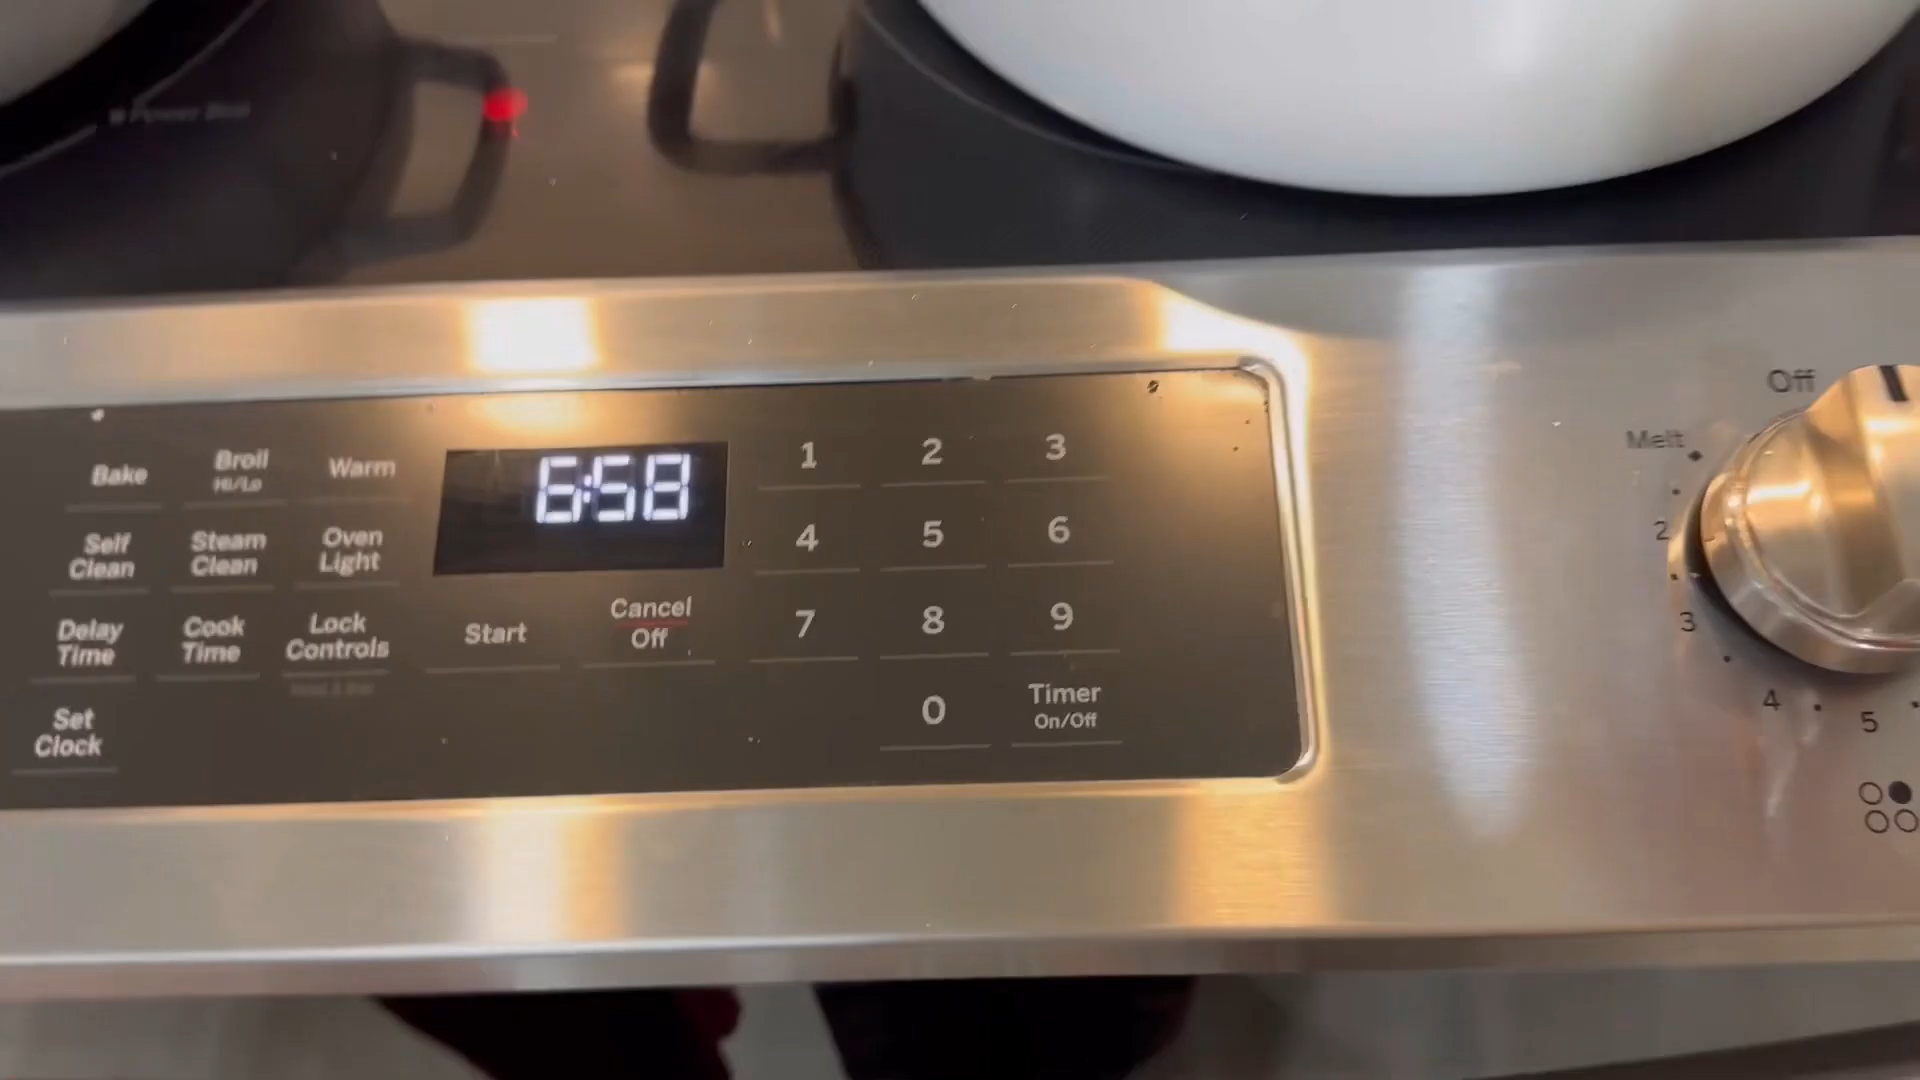 Power Boil
Off
Melt
2
3
4
5
Bake
Broil
Hi/Lo
Warm
6:58
1
2
3
Self
Clean
Steam
Clean
Oven
Light
4
5
6
Delay
Time
Cook
Time
Lock
Controls
Start
Cancel
Off
7
8
9
Set
Clock
0
Timer
On/Off